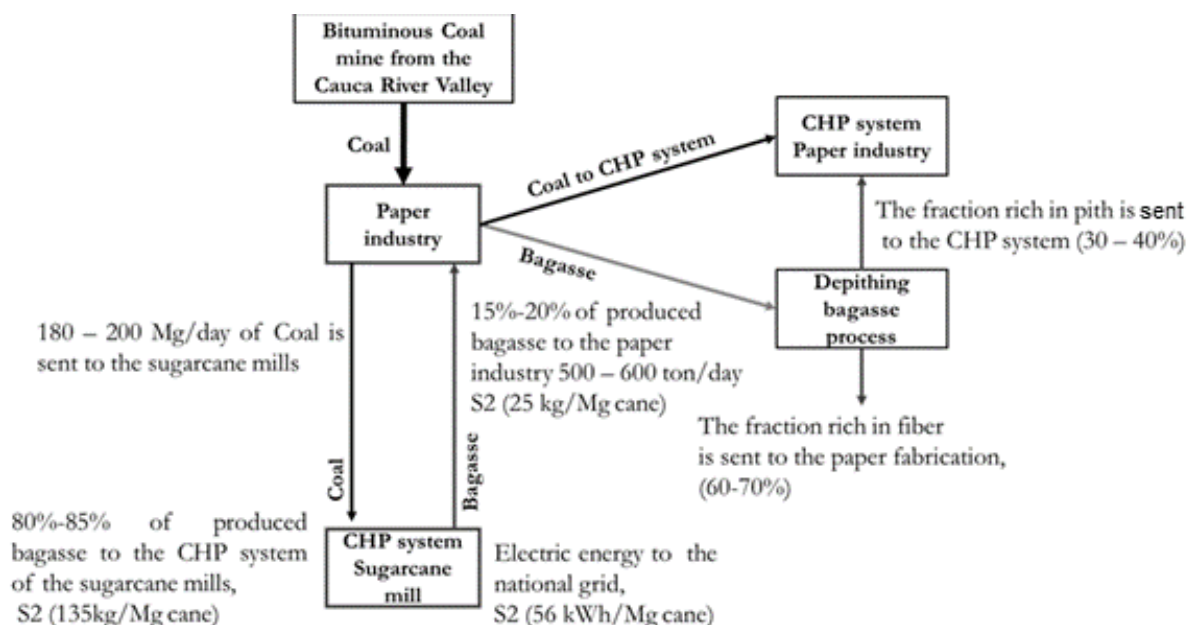 Bituminous Coal
mine from the
Cauca River Valley
Coal
CHP system
Paper industry
Coal to CHP system
Paper
industry
The fraction rich in pith is sent
to the CHP system (30 – 40%)
Bagasse
Depithing
bagasse
process
180 – 200 Mg/day of Coal is
sent to the sugarcane mills
15%-20% of produced
bagasse to the paper
industry 500 – 600 ton/day
S2 (25 kg/Mg cane)
The fraction rich in fiber
is sent to the paper fabrication,
(60-70%)
Coal
Bagasse
80%-85% of produced
bagasse to the CHP system
of the sugarcane mills,
S2 (135kg/Mg cane)
CHP system
Sugarcane
mill
Electric energy to the
national grid,
S2 (56 kWh/Mg cane)